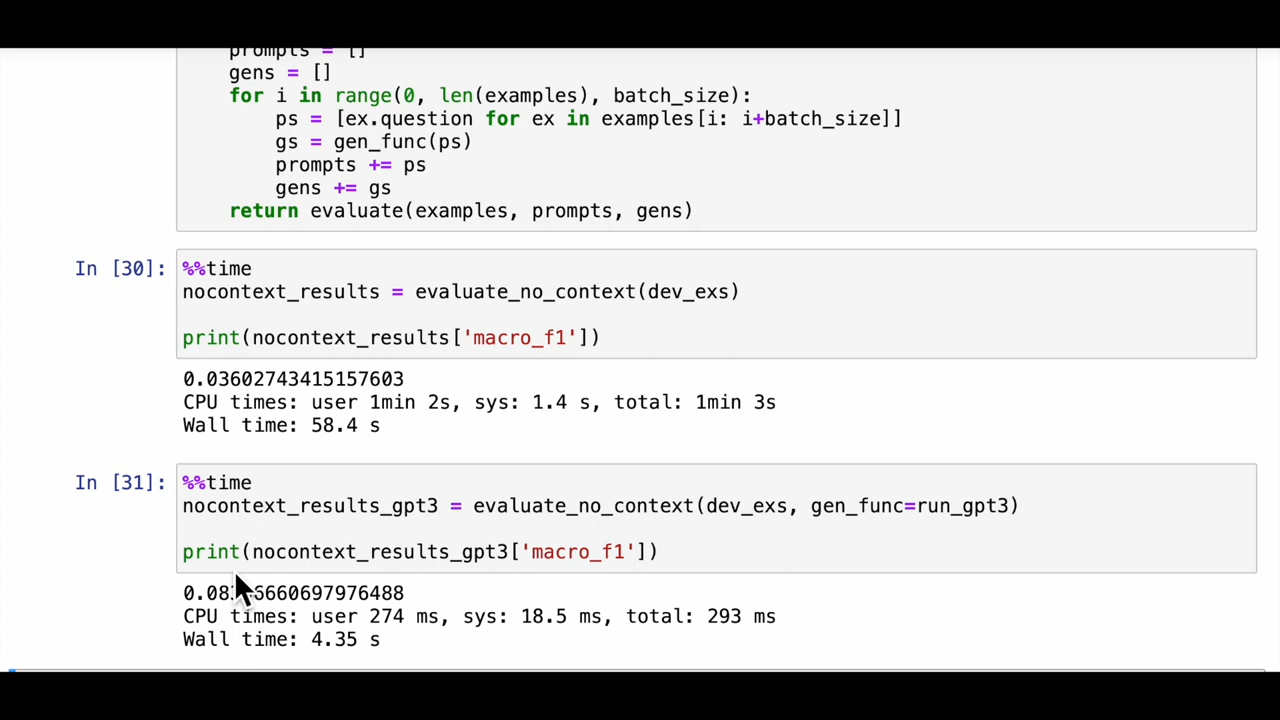 prompts = []
gens = []
for i in range(0, len(examples), batch_size):
ps = [ex.question for ex in examples[i: i+batch_size]]
gs = gen_func(ps)
prompts += ps
gens += gs
return evaluate(examples, prompts, gens)
In [30]: %%time
nocontext_results = evaluate_no_context(dev_exs)
print(nocontext_results['macro_f1'])
0.03602743415157603
CPU times: user 1min 2s, sys: 1.4 s, total: 1min 3s
Wall time: 58.4 s
In [31]: %%time
nocontext_results_gpt3 = evaluate_no_context(dev_exs, gen_func=run_gpt3)
print(nocontext_results_gpt3['macro_f1'])
CPU times: user 274 ms, sys: 18.5 ms, total: 293 ms
Wall time: 4.35 s